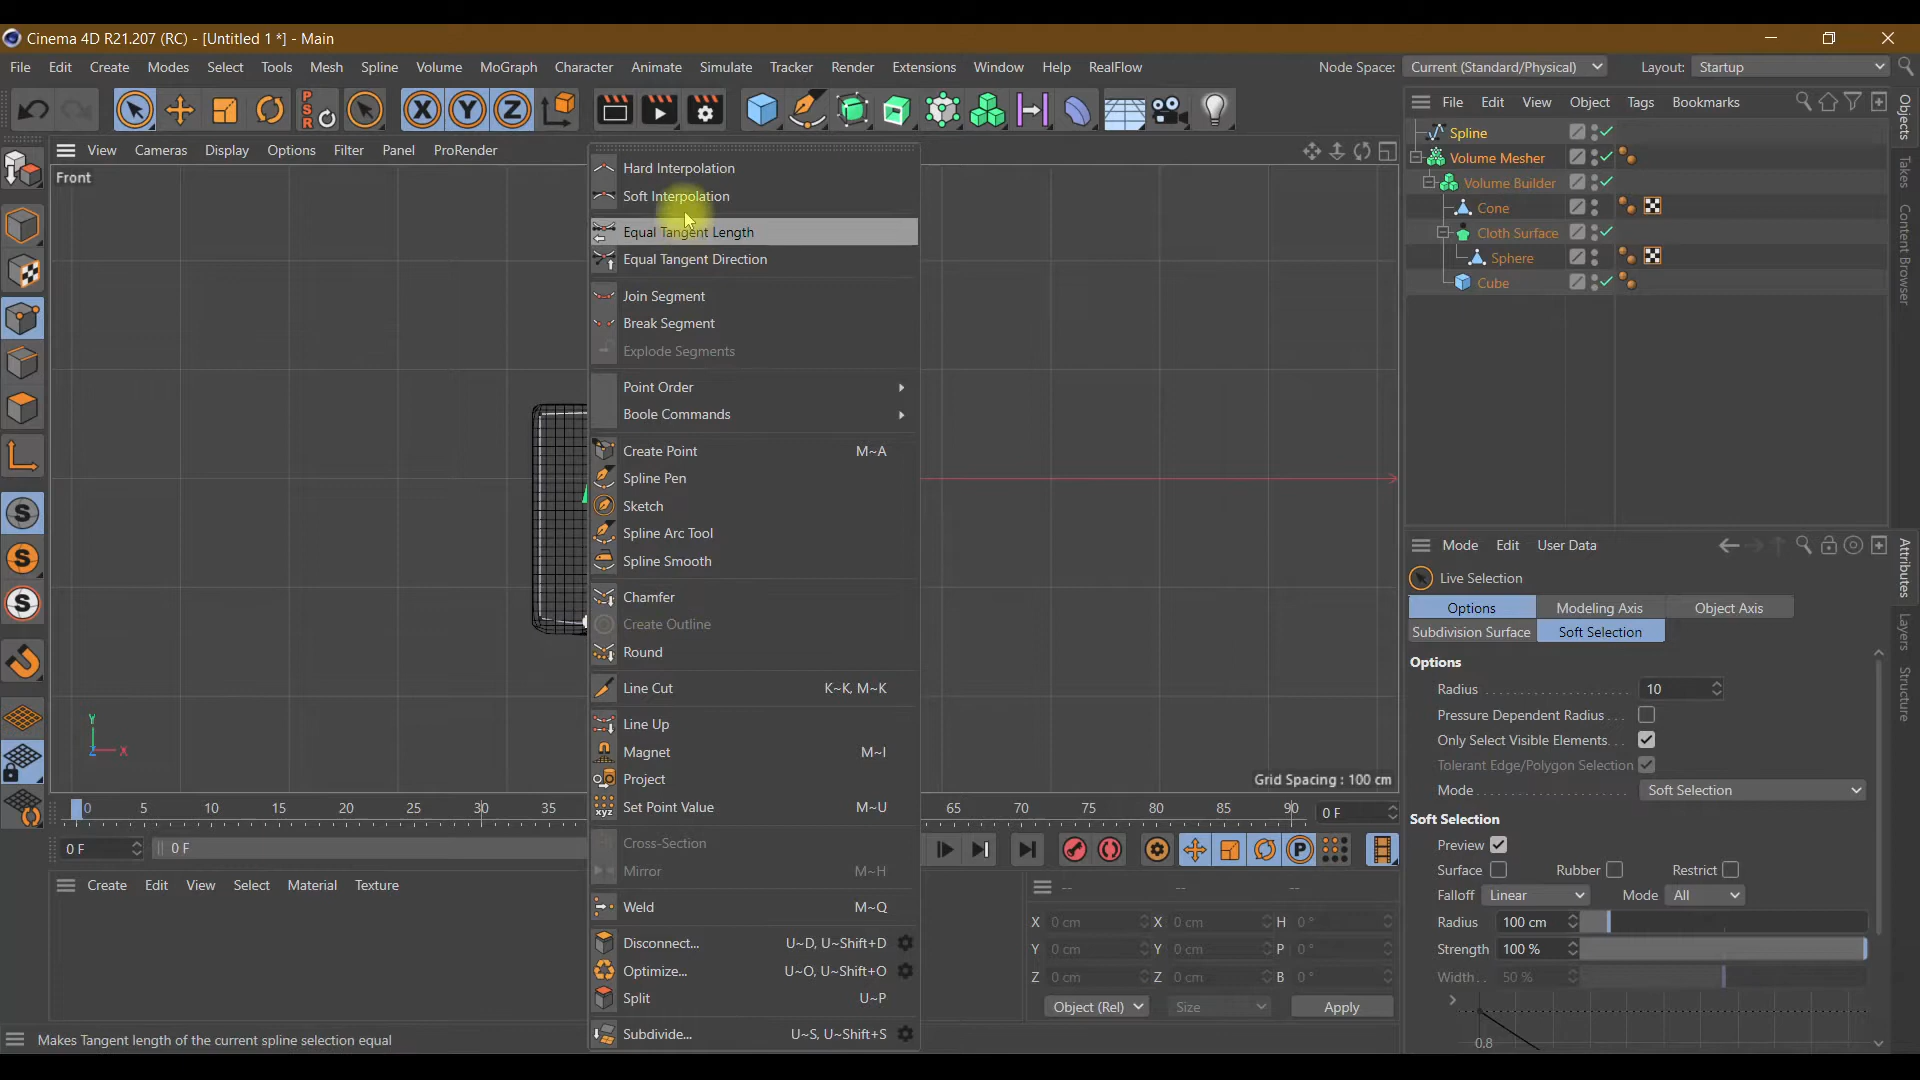 Cinema 4D R21.207 (RC) - [Untitled 1 *] - Main
File Edit Create Modes Select Tools Mesh Spline Volume MoGraph Character Animate Simulate Tracker Render Extensions Window Help RealFlow Node Space: Current (Standard/Physical) Layout: Startup
PSR X Y Z
File Edit View Object Tags Bookmarks
View Cameras Display Options Filter Panel ProRender
Front
Hard Interpolation
Soft Interpolation
Equal Tangent Length
Equal Tangent Direction
Join Segment
Break Segment
Explode Segments
Point Order
Boole Commands
Create Point M~A
Spline Pen
Sketch
Spline Arc Tool
Spline Smooth
Chamfer
Create Outline
Round
Line Cut K~K, M~K
Line Up
Magnet M~I
Project
xyz Set Point Value M~U
Cross-Section
Mirror M~H
Weld M~Q
Disconnect... U~D, U~Shift+D
Optimize... U~O, U~Shift+O
Split U~P
Subdivide... U~S, U~Shift+S
Spline
Volume Mesher
Volume Builder
Cone
Cloth Surface
Sphere
Cube
Objects
Takes
Content Browser
Attributes
Layers
Structure
Mode Edit User Data
Live Selection
Options Modeling Axis Object Axis
Subdivision Surface Soft Selection
Options
Radius 10
Pressure Dependent Radius
Only Select Visible Elements
Tolerant Edge/Polygon Selection
Mode Soft Selection
Soft Selection
Preview
Surface Rubber Restrict
Falloff Linear Mode All
Radius 100 cm
Strength 100 %
Width 50 %
0.8
S
S
S
Y
Z X
Grid Spacing : 100 cm
0 5 10 15 20 25 30 35 65 70 75 80 85 90 0 F
0 F 0 F P
Create Edit View Select Material Texture
-- -- --
X 0 cm X 0 cm H 0 °
Y 0 cm Y 0 cm P 0 °
Z 0 cm Z 0 cm B 0 °
Object (Rel) Size Apply
Makes Tangent length of the current spline selection equal